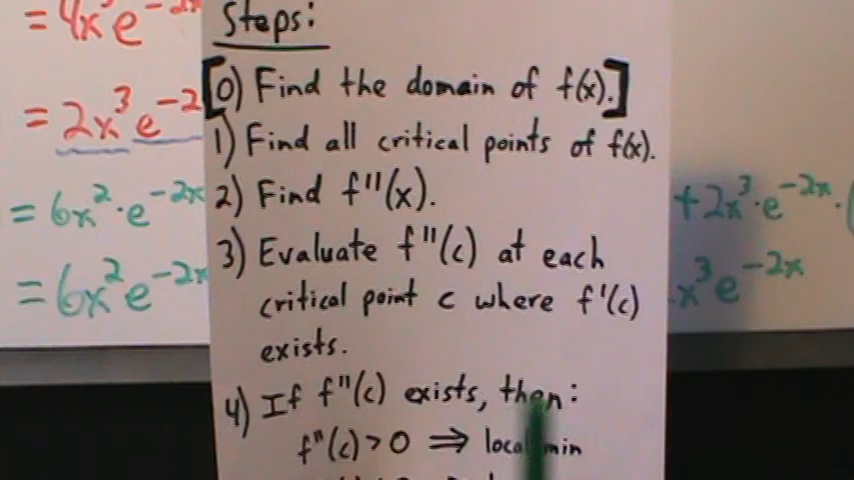 Steps:
[0) Find the domain of f(x).]
1) Find all critical points of f(x).
2) Find f''(x).
3) Evaluate f''(c) at each
critical point c where f'(c)
exists.
4) If f''(c) exists, then:
f''(c) > 0 ⇒ local min
= 4x³e⁻²ˣ
= 2x³e⁻²
= 6x²·e⁻²ˣ
= 6x²e⁻²ˣ
+2x³·e⁻²ˣ·(
x³e⁻²ˣ